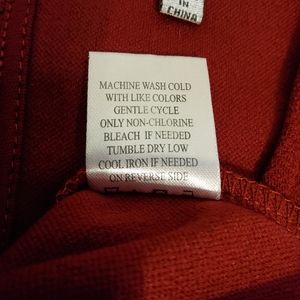 IN
CHINA
MACHINE WASH COLD
WITH LIKE COLORS
GENTLE CYCLE
ONLY NON-CHLORINE
BLEACH IF NEEDED
TUMBLE DRY LOW
COOL IRON IF NEEDED
ON REVERSE SIDE